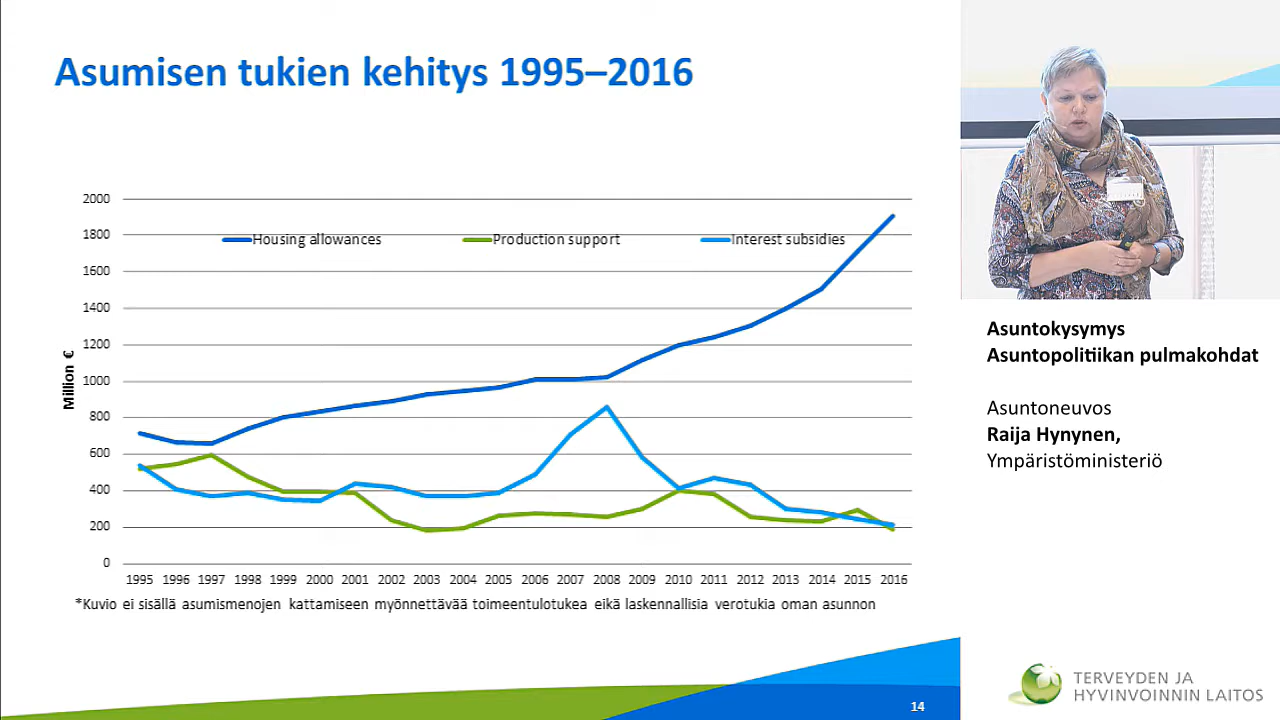 Asumisen tukien kehitys 1995–2016
2000
1800
1600
1400
1200
1000
800
600
400
200
0
Million €
Housing allowances
Production support
Interest subsidies
1995 1996 1997 1998 1999 2000 2001 2002 2003 2004 2005 2006 2007 2008 2009 2010 2011 2012 2013 2014 2015 2016
*Kuvio ei sisällä asumismenojen kattamiseen myönnettävää toimeentulotukea eikä laskennallisia verotukia oman asunnon
14
Asuntokysymys
Asuntopolitiikan pulmakohdat
Asuntoneuvos
Raija Hynynen,
Ympäristöministeriö
TERVEYDEN JA
HYVINVOINNIN LAITOS